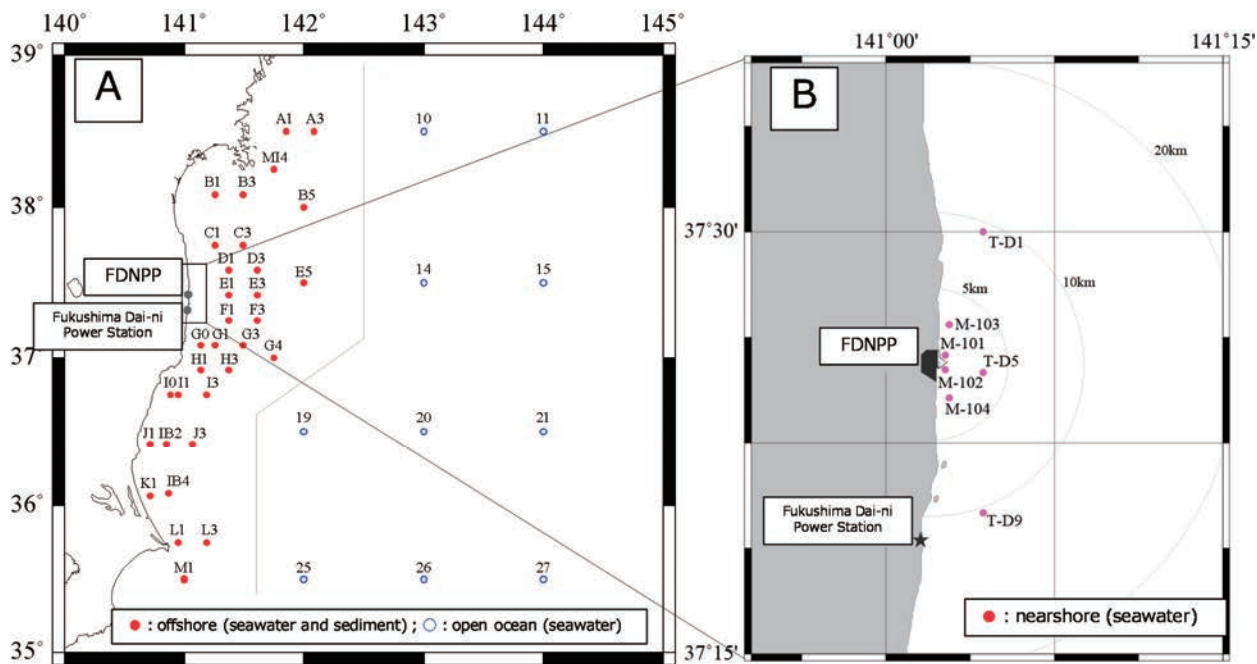 140° 141° 142° 143° 144° 145°
39°
A
A1 A3 10 11
MI4
B1 B3
B5
38°
C1 C3
D1 D3
FDNPP
E1 E3 E5 14 15
Fukushima Dai-ni
Power Station
F1 F3
G0 G1 G3
G4
37°
H1 H3
I0 I1 I3
19 20 21
J1 IB2 J3
K1 IB4
36°
L1 L3
M1 25 26 27
: offshore (seawater and sediment) ; : open ocean (seawater)
35°
141°00' 141°15'
B
20km
37°30'
T-D1
10km
5km
M-103
FDNPP
M-101
T-D5
M-102
M-104
Fukushima Dai-ni
Power Station
T-D9
: nearshore (seawater)
37°15'